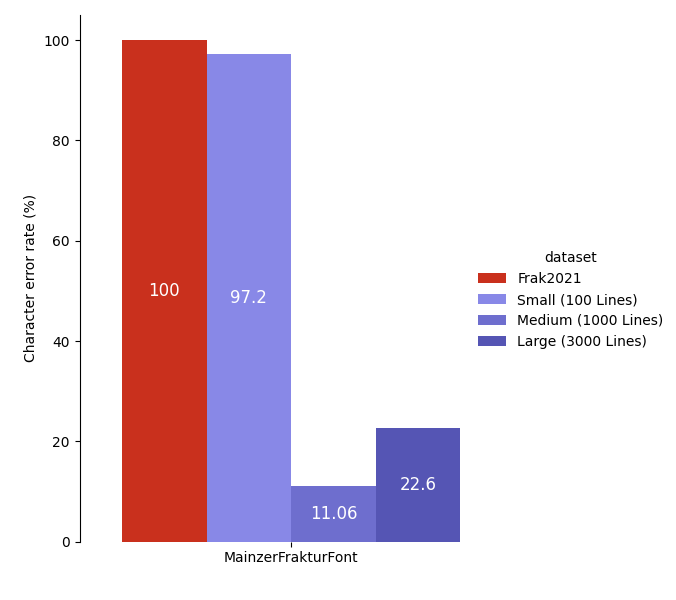 100
80
60
40
20
0
Character error rate (%)
100
97.2
11.06
22.6
MainzerFrakturFont
dataset
Frak2021
Small (100 Lines)
Medium (1000 Lines)
Large (3000 Lines)